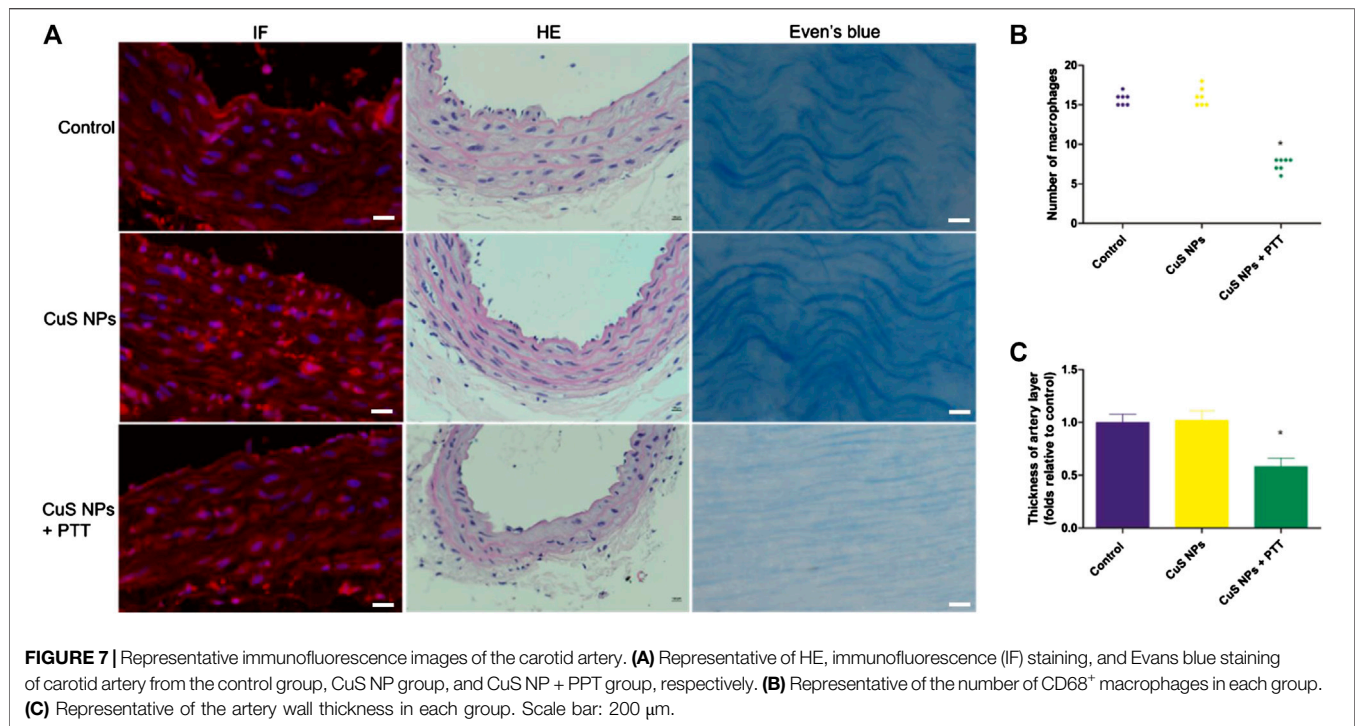 A
IF
HE
Even's blue
Control
CuS NPs
CuS NPs
+ PTT
B
Number of macrophages
20
15
10
5
0
*
Control
CuS NPs
CuS NPs + PTT
C
Thickness of artery layer
(folds relative to control)
1.5
1.0
0.5
0.0
*
Control
CuS NPs
CuS NPs + PTT
FIGURE 7 | Representative immunofluorescence images of the carotid artery. (A) Representative of HE, immunofluorescence (IF) staining, and Evans blue staining
of carotid artery from the control group, CuS NP group, and CuS NP + PPT group, respectively. (B) Representative of the number of CD68⁺ macrophages in each group.
(C) Representative of the artery wall thickness in each group. Scale bar: 200 μm.